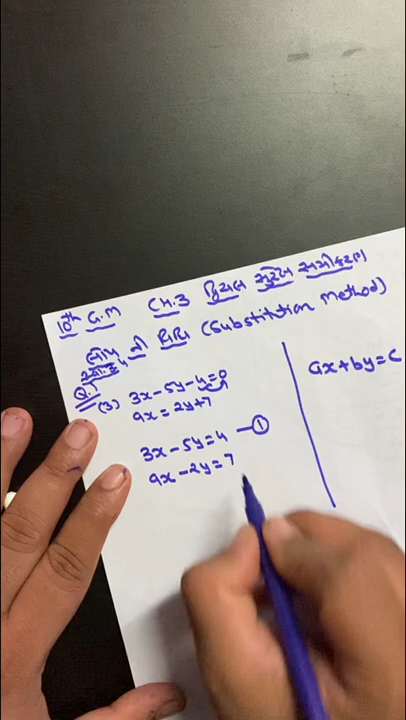 10th G.M Ch.3 દ્વિચલ સુરેખ સમીકરણ
લોપ ની રીત (Substitution Method)
Q.1
(3) 3x-5y-4=0
9x=2y+7
3x-5y=4 —①
9x-2y=7
ax+by=c